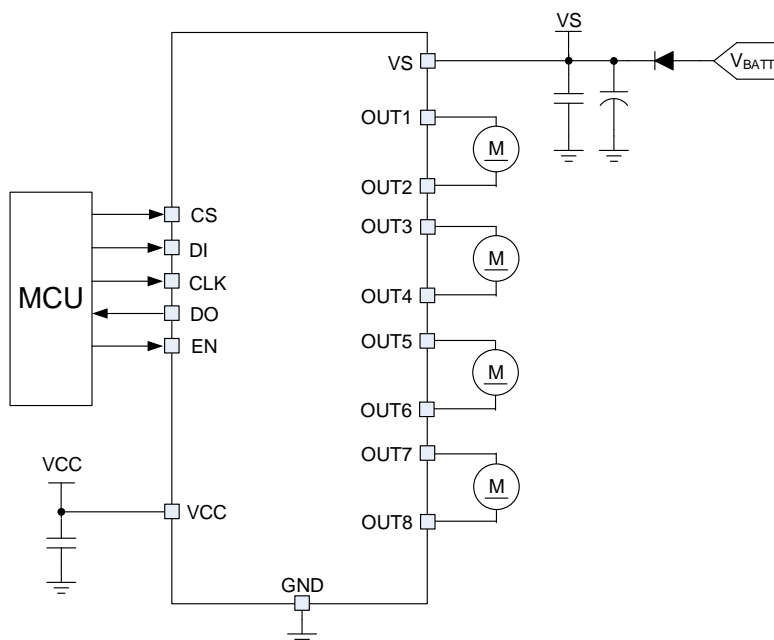 VS
VS
VBATT
OUT1
M
OUT2
CS
OUT3
DI
M
MCU
CLK
OUT4
DO
EN
OUT5
M
OUT6
OUT7
VCC
M
VCC
OUT8
GND